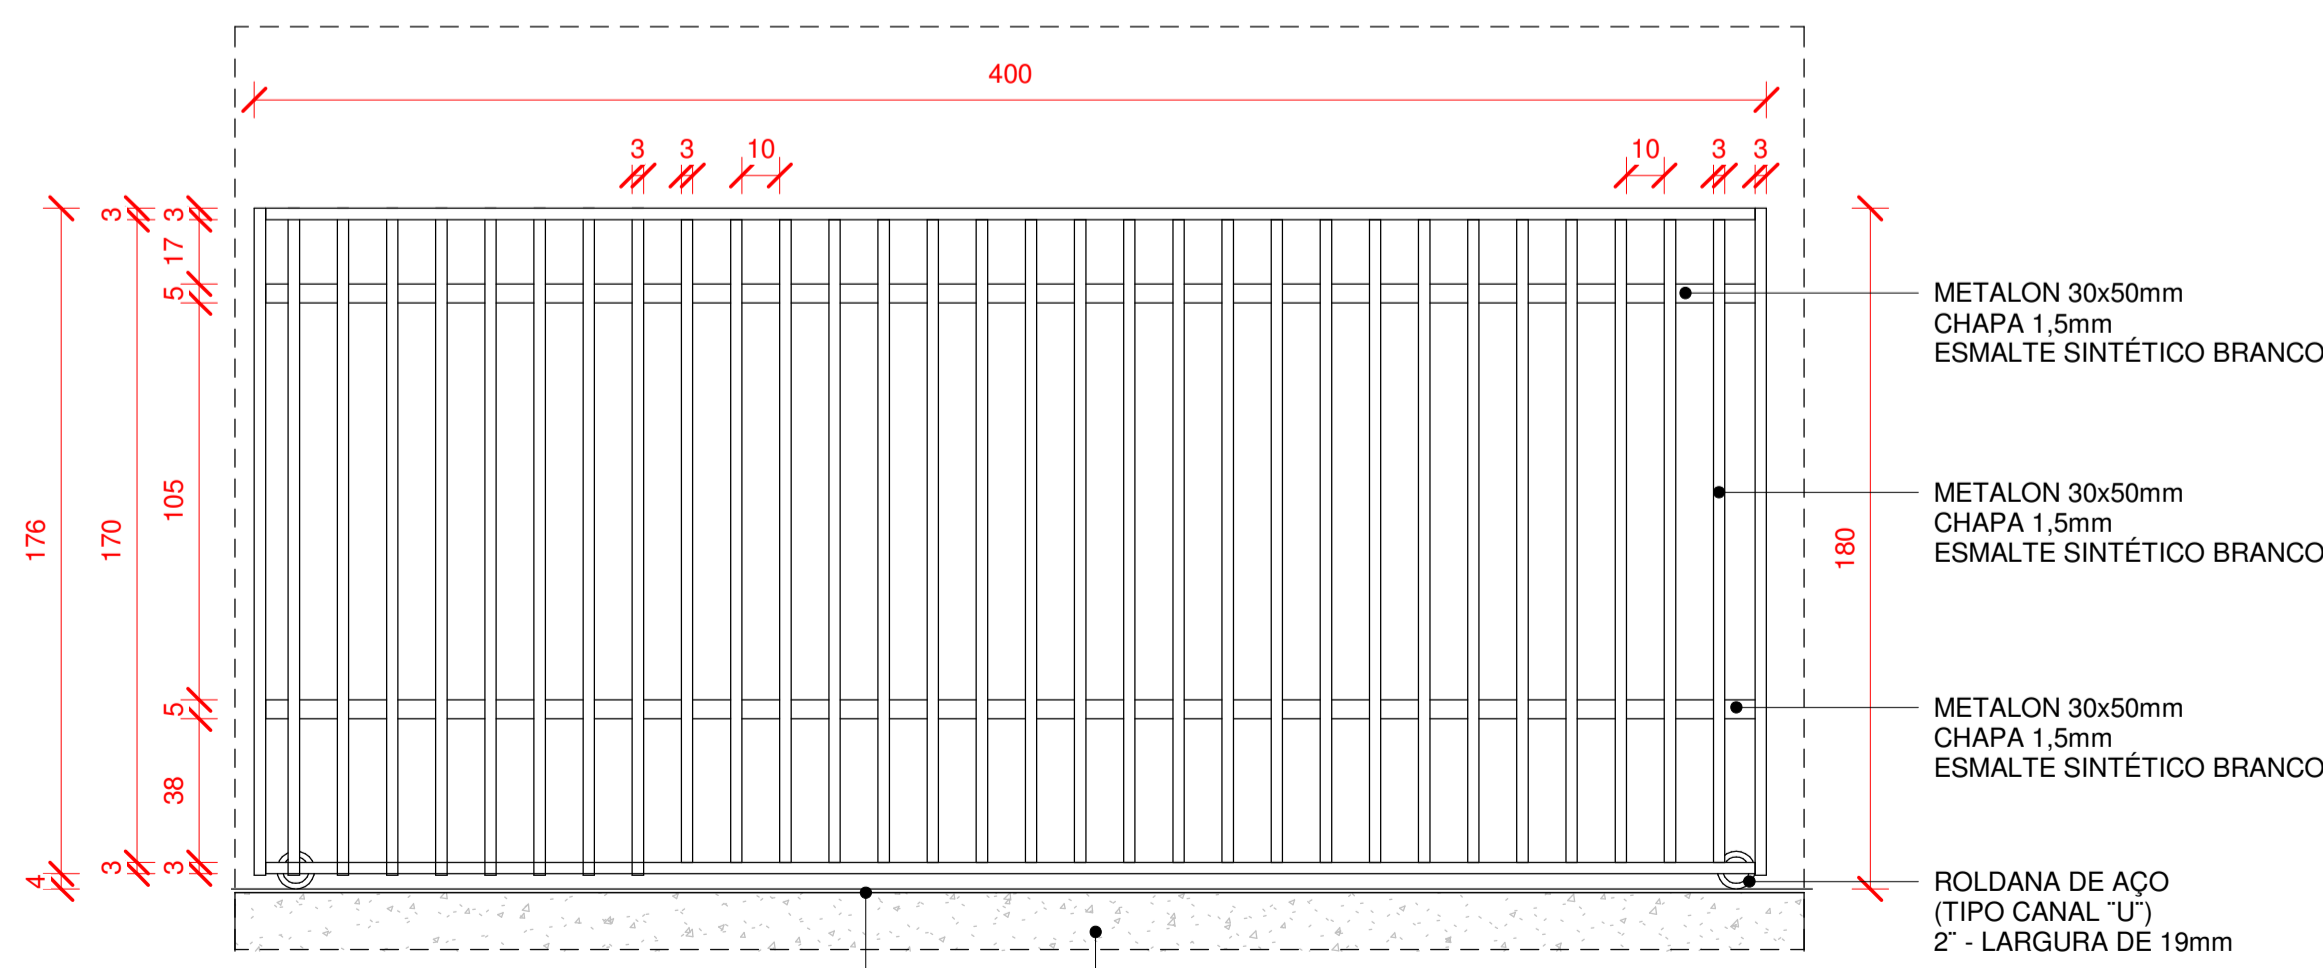 400
3 3 10 10 3 3
3 3
17
5
METALON 30x50mm
CHAPA 1,5mm
ESMALTE SINTÉTICO BRANCO
105
METALON 30x50mm
CHAPA 1,5mm
ESMALTE SINTÉTICO BRANCO
176 170 180
5
METALON 30x50mm
CHAPA 1,5mm
ESMALTE SINTÉTICO BRANCO
38
3 3
4
ROLDANA DE AÇO
(TIPO CANAL ¨U¨)
2¨ - LARGURA DE 19mm